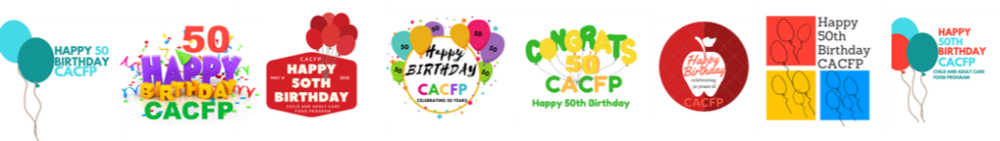 HAPPY 50
BIRTHDAY
CACFP
50
HAPPY
BIRTHDAY
CACFP
CACFP
MAY 8
2018
HAPPY
50TH
BIRTHDAY
CHILD AND ADULT CARE
FOOD PROGRAM
50
50
50
50
Happy
BIRTHDAY
CACFP
CELEBRATING 50 YEARS
CONGRATS
50
CACFP
Happy 50th Birthday
Happy
Birthday
celebrating
50 years of
CACFP
Happy
50th
Birthday
CACFP
HAPPY
50TH
BIRTHDAY
CACFP
CHILD AND ADULT CARE
FOOD PROGRAM